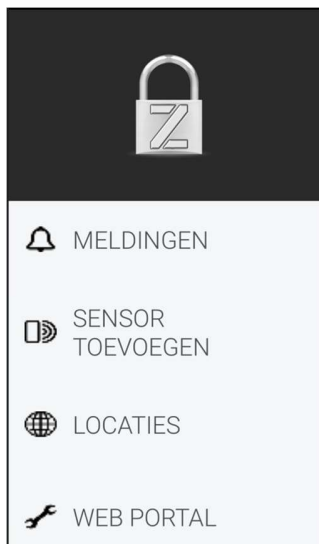 Z
MELDINGEN
SENSOR
TOEVOEGEN
LOCATIES
WEB PORTAL